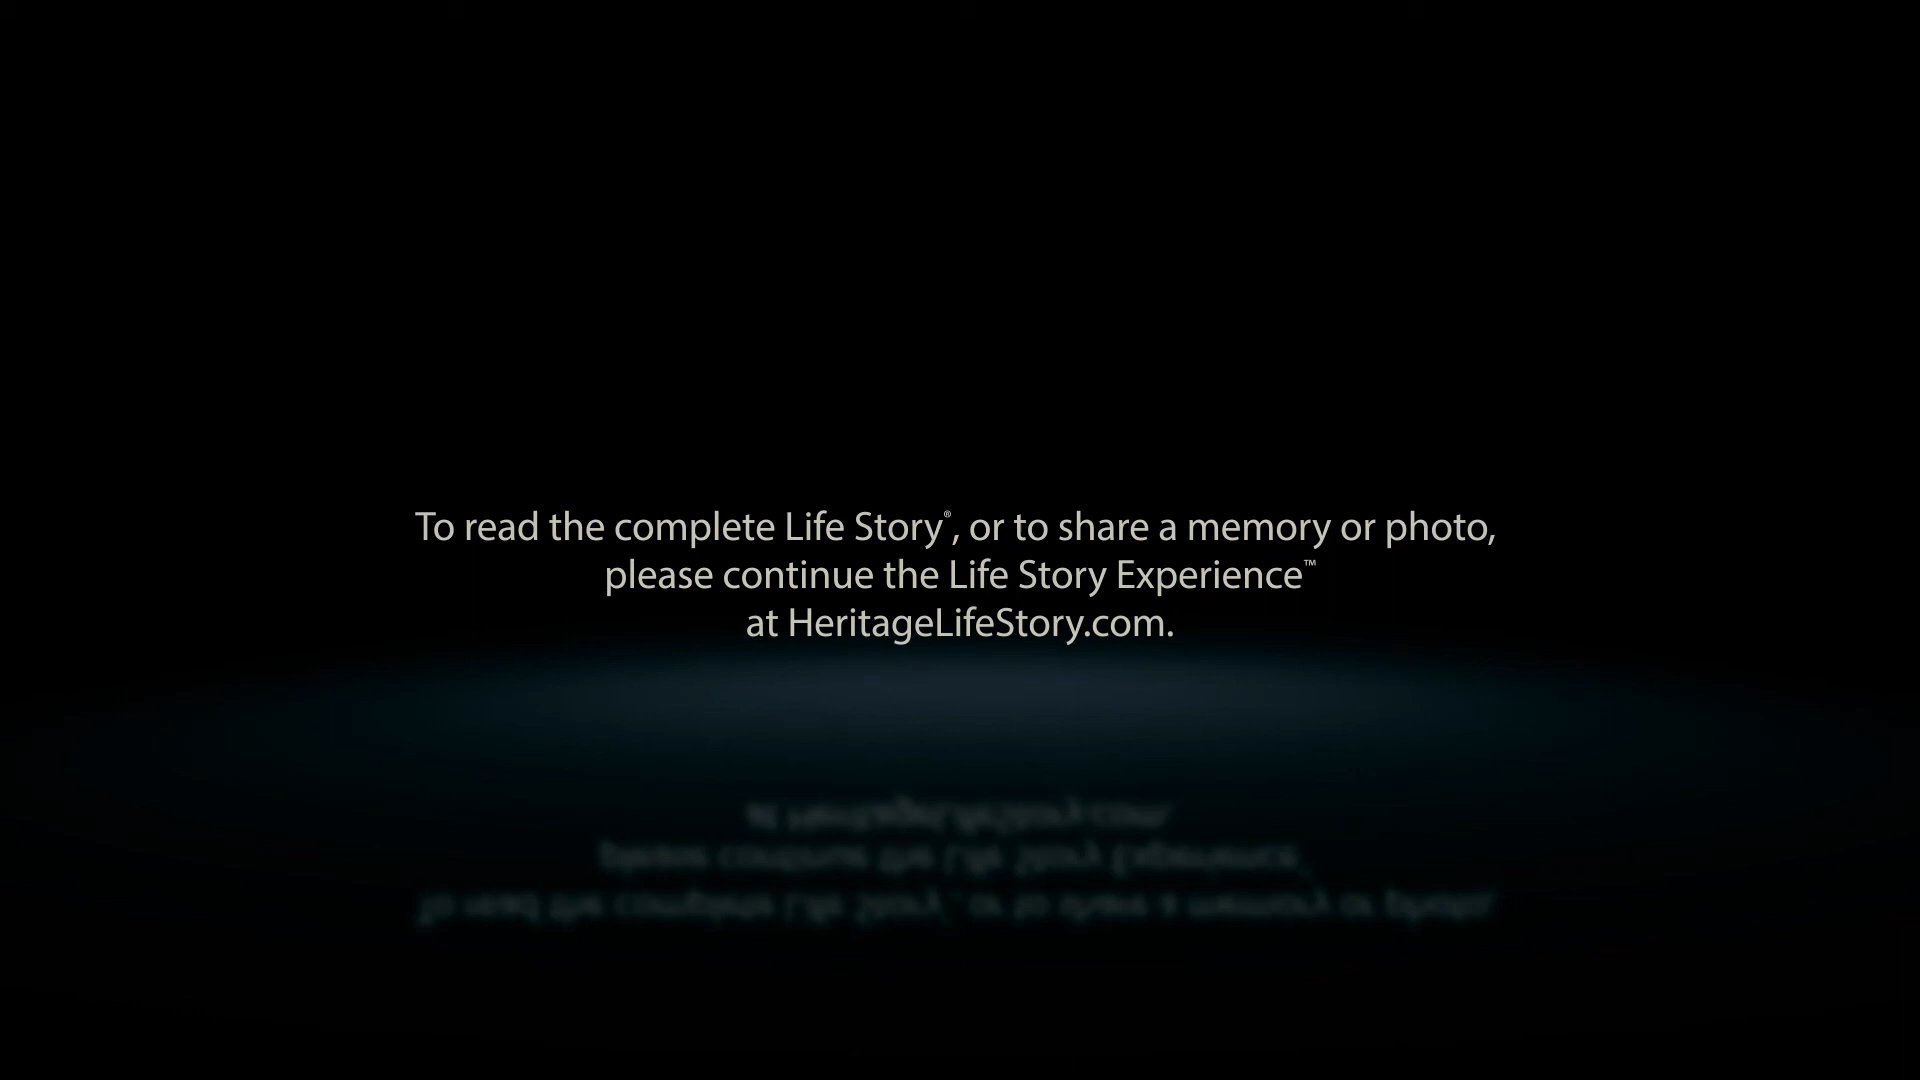 To read the complete Life Story®, or to share a memory or photo,
please continue the Life Story Experience™
at HeritageLifeStory.com.